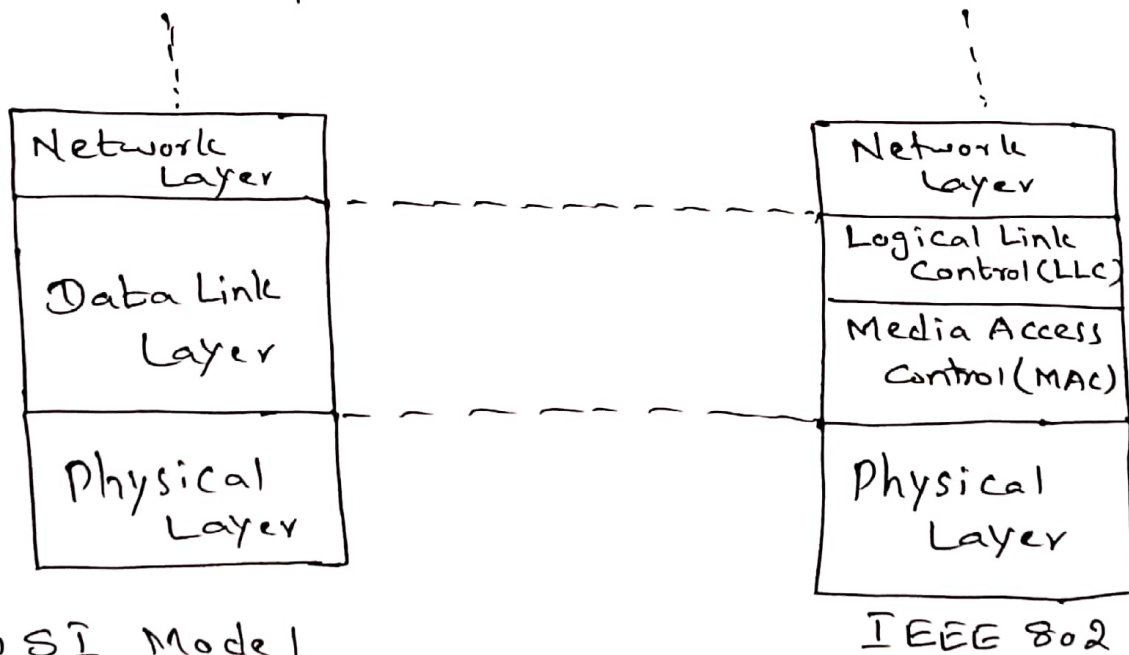 Network
Layer
Data Link
Layer
Physical
Layer
OSI Model
Network
Layer
Logical Link
Control (LLC)
Media Access
Control (MAC)
Physical
Layer
IEEE 802